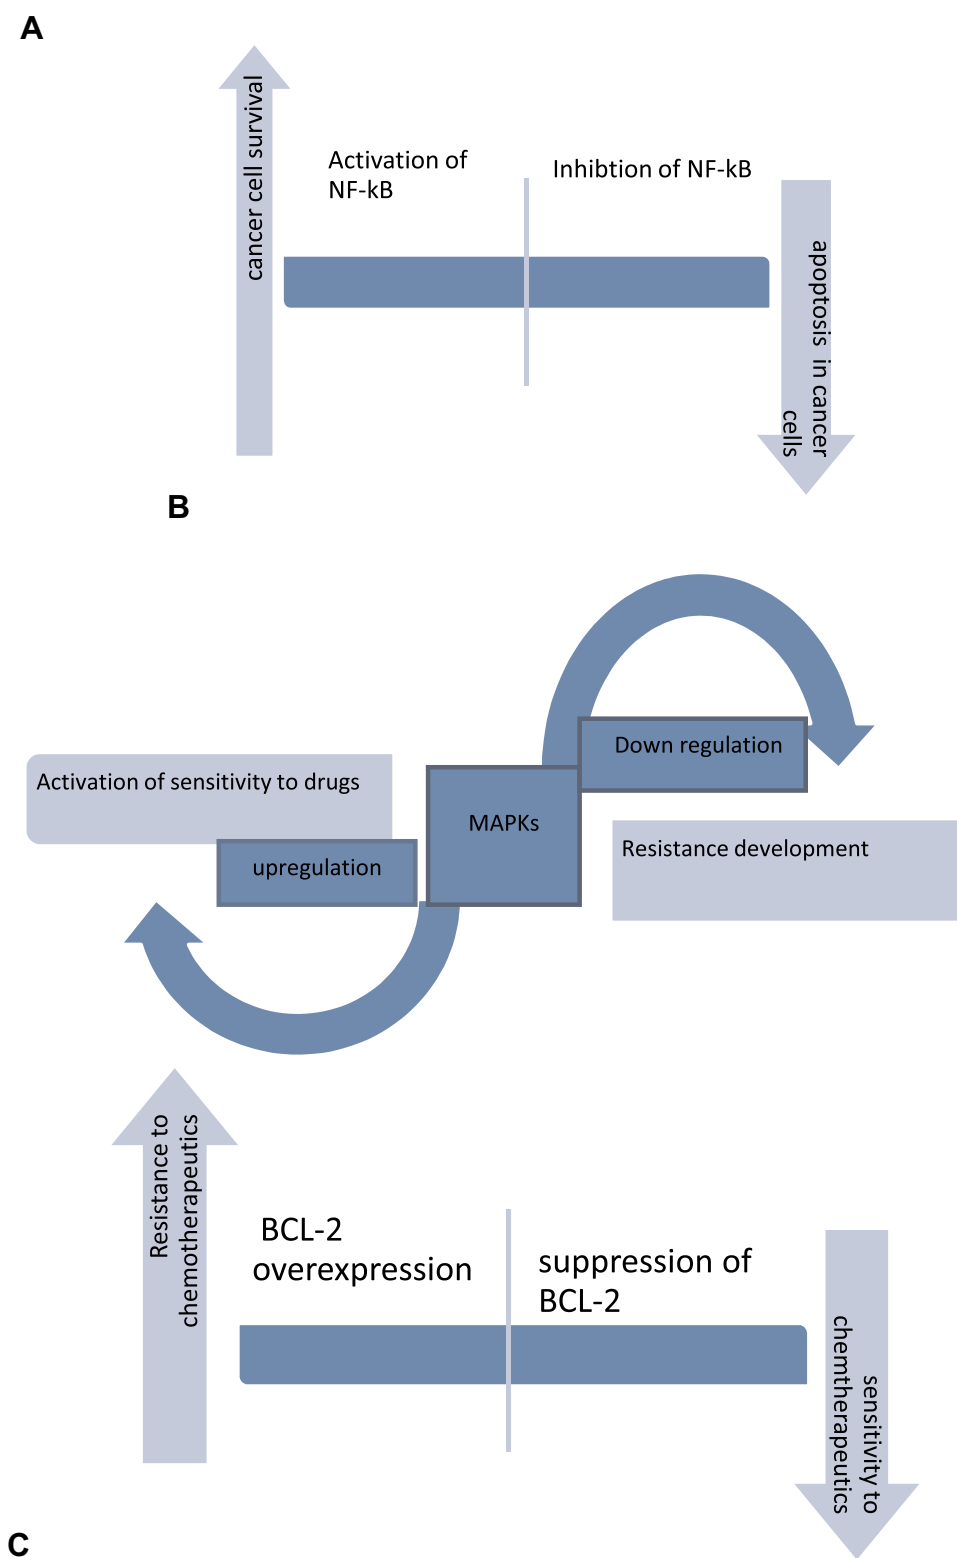 A
cancer cell survival
Activation of
NF-kB
Inhibtion of NF-kB
apoptosis in cancer
cells
B
Down regulation
Activation of sensitivity to drugs
MAPKs
Resistance development
upregulation
Resistance to
chemotherapeutics
BCL-2
overexpression
suppression of
BCL-2
sensitivity to
chemtherapeutics
C